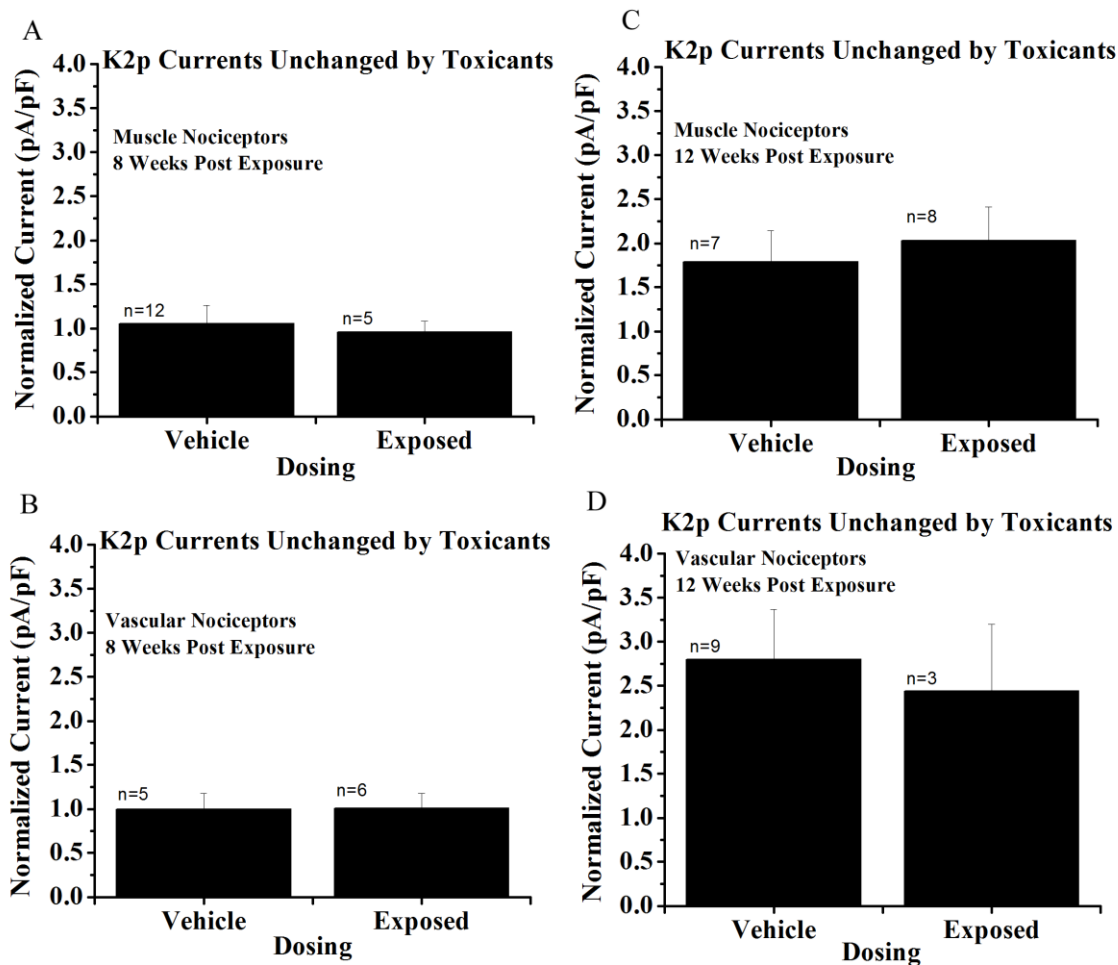 A
K2p Currents Unchanged by Toxicants
Normalized Current (pA/pF)
4.0
3.5
3.0
2.5
2.0
1.5
1.0
0.5
0.0
Muscle Nociceptors
8 Weeks Post Exposure
n=12
n=5
Vehicle
Exposed
Dosing
B
K2p Currents Unchanged by Toxicants
Normalized Current (pA/pF)
4.0
3.5
3.0
2.5
2.0
1.5
1.0
0.5
0.0
Vascular Nociceptors
8 Weeks Post Exposure
n=5
n=6
Vehicle
Exposed
Dosing
C
K2p Currents Unchanged by Toxicants
Normalized Current (pA/pF)
4.0
3.5
3.0
2.5
2.0
1.5
1.0
0.5
0.0
Muscle Nociceptors
12 Weeks Post Exposure
n=7
n=8
Vehicle
Exposed
Dosing
D
K2p Currents Unchanged by Toxicants
Normalized Current (pA/pF)
4.0
3.5
3.0
2.5
2.0
1.5
1.0
0.5
0.0
Vascular Nociceptors
12 Weeks Post Exposure
n=9
n=3
Vehicle
Exposed
Dosing